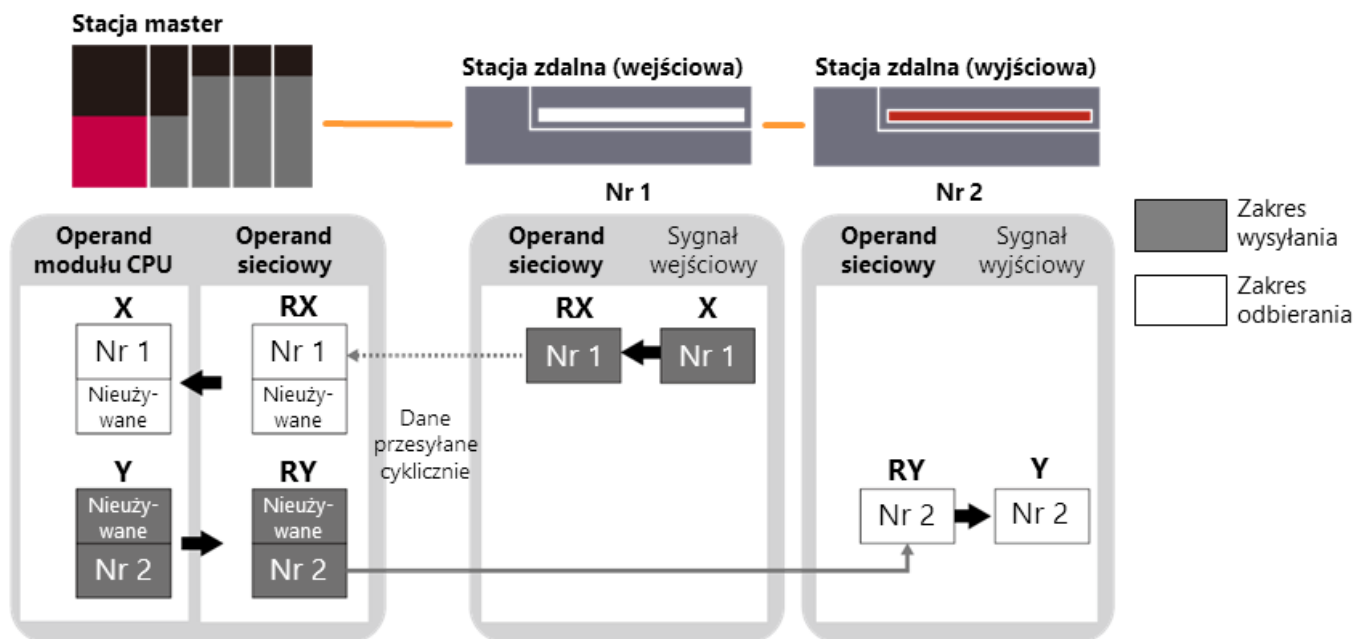 Stacja master
Stacja zdalna (wejściowa)
Stacja zdalna (wyjściowa)
Nr 1
Nr 2
Zakres
wysyłania
Zakres
odbierania
Operand
modułu CPU
Operand
sieciowy
Operand
sieciowy
Sygnał
wejściowy
Operand
sieciowy
Sygnał
wyjściowy
X
RX
RX
X
Nr 1
Nr 1
Nr 1
Nr 1
Nieuży-
wane
Nieuży-
wane
Dane
przesyłane
cyklicznie
Y
RY
RY
Y
Nieuży-
wane
Nieuży-
wane
Nr 2
Nr 2
Nr 2
Nr 2